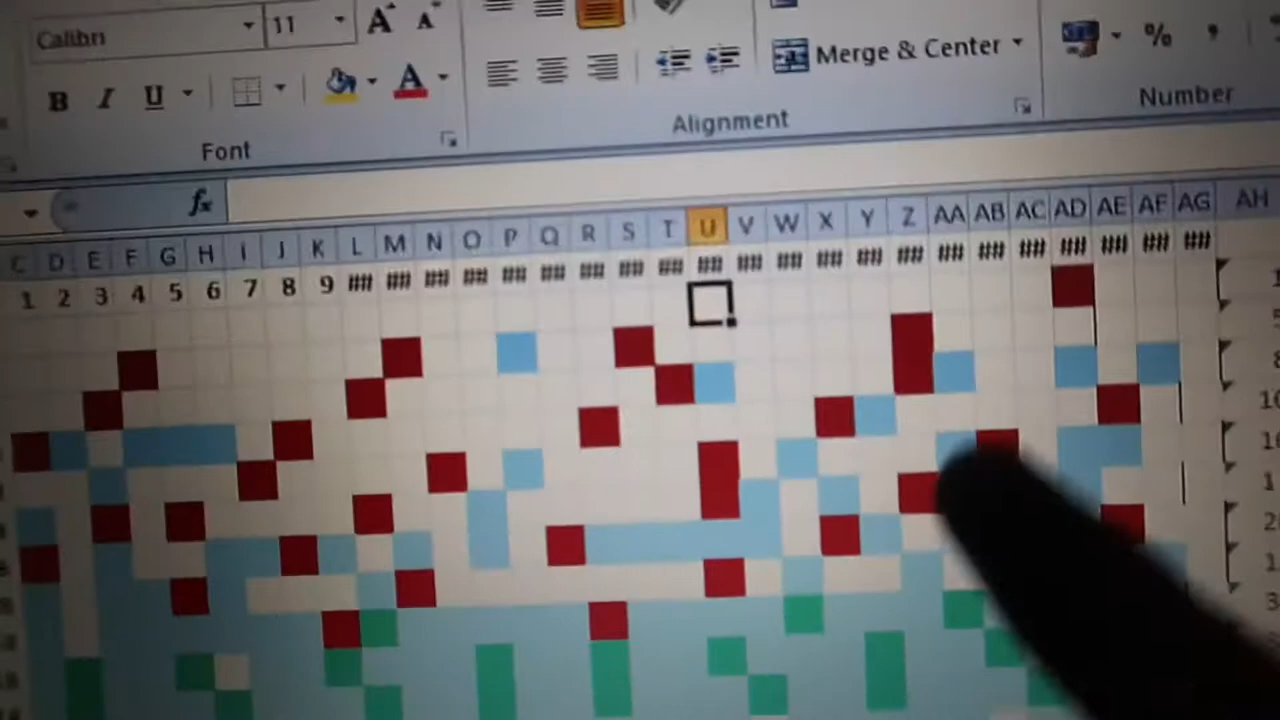 Calibri 11 A A
B I U A Merge & Center % ,
Font Alignment Number
fx
C D E F G H I J K L M N O P Q R S T U V W X Y Z AA AB AC AD AE AF AG AH
1 2 3 4 5 6 7 8 9 ## ## ## ## ## ## ## ## ## ## ## ## ## ## ## ## ## ## ## ## ## ##